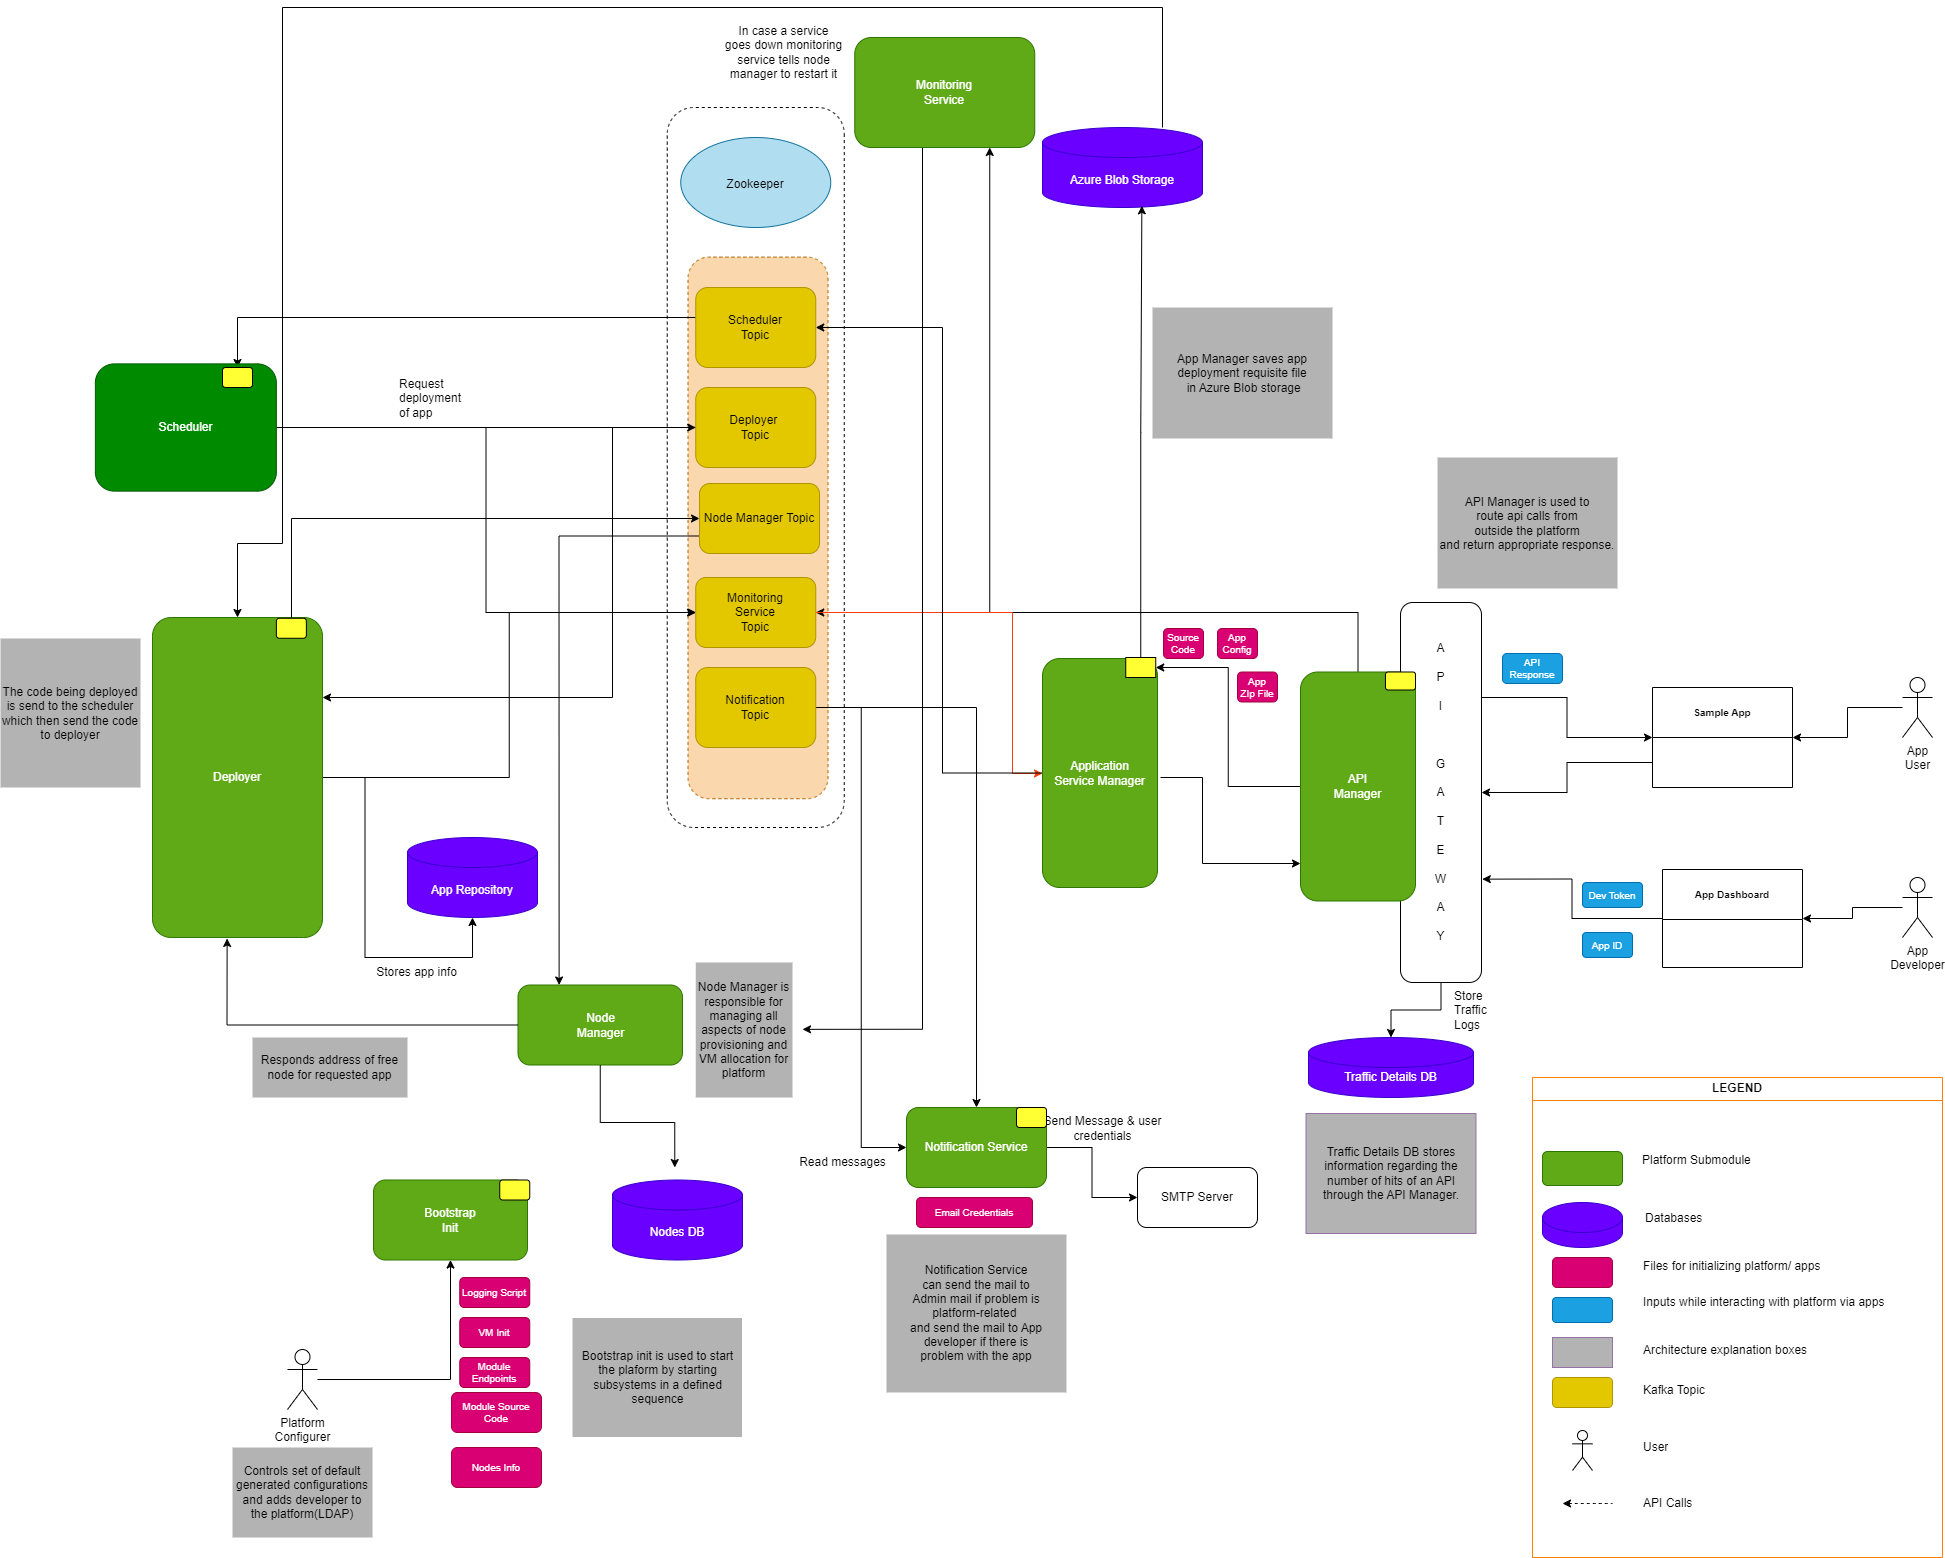 In case a service
goes down monitoring
service tells node
manager to restart it
Monitoring
Service
Zookeeper
Azure Blob Storage
Scheduler
Topic
App Manager saves app
deployment requisite file
in Azure Blob storage
Request
deployment
of app
Scheduler
Deployer
Topic
Node Manager Topic
API Manager is used to
route api calls from
outside the platform
and return appropriate response.
Monitoring
Service
Topic
Source
Code
App
Config
App
ZIp File
API
Response
The code being deployed
is send to the scheduler
which then send the code
to deployer
Notification
Topic
Sample App
App
User
Deployer
Application
Service Manager
API
Manager
A
P
I
G
A
T
E
W
A
Y
App Repository
Dev Token
App ID
App Dashboard
App
Developer
Stores app info
Node
Manager
Node Manager is
responsible for
managing all
aspects of node
provisioning and
VM allocation for
platform
Store
Traffic
Logs
Responds address of free
node for requested app
Traffic Details DB
LEGEND
Send Message & user
credentials
Notification Service
Read messages
Traffic Details DB stores
information regarding the
number of hits of an API
through the API Manager.
Platform Submodule
Bootstrap
Init
Email Credentials
SMTP Server
Nodes DB
Databases
Notification Service
can send the mail to
Admin mail if problem is
platform-related
and send the mail to App
developer if there is
problem with the app
Files for initializing platform/ apps
Logging Script
VM Init
Module
Endpoints
Module Source
Code
Nodes Info
Inputs while interacting with platform via apps
Bootstrap init is used to start
the plaform by starting
subsystems in a defined
sequence
Architecture explanation boxes
Kafka Topic
Platform
Configurer
User
Controls set of default
generated configurations
and adds developer to
the platform(LDAP)
API Calls